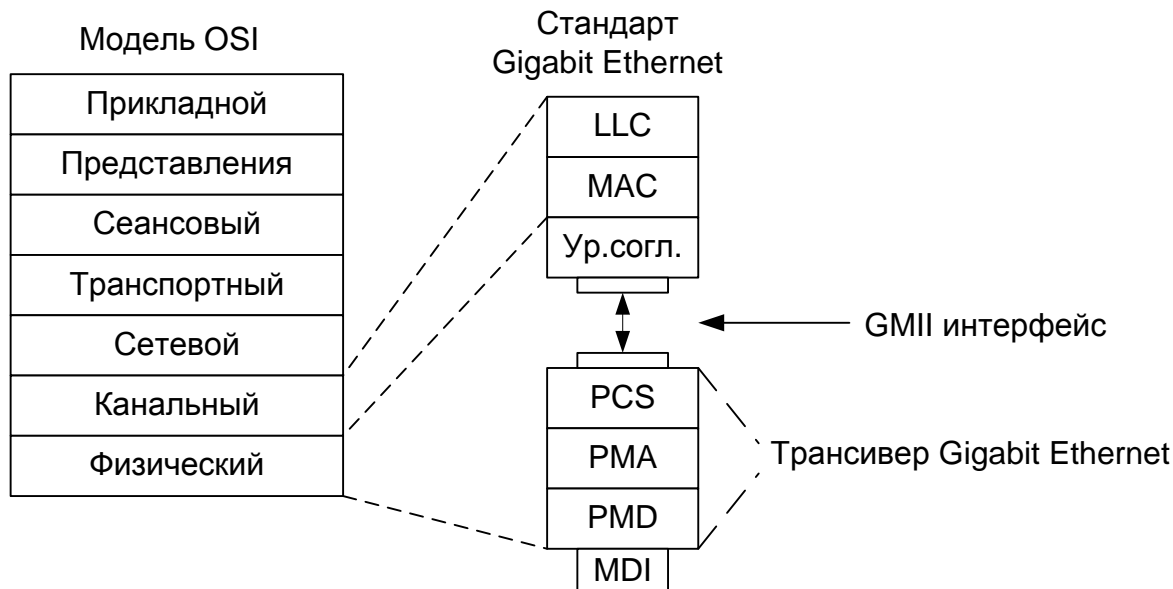 Модель OSI
Прикладной
Представления
Сеансовый
Транспортный
Сетевой
Канальный
Физический
Стандарт
Gigabit Ethernet
LLC
MAC
Ур.согл.
GMII интерфейс
PCS
PMA
PMD
MDI
Трансивер Gigabit Ethernet